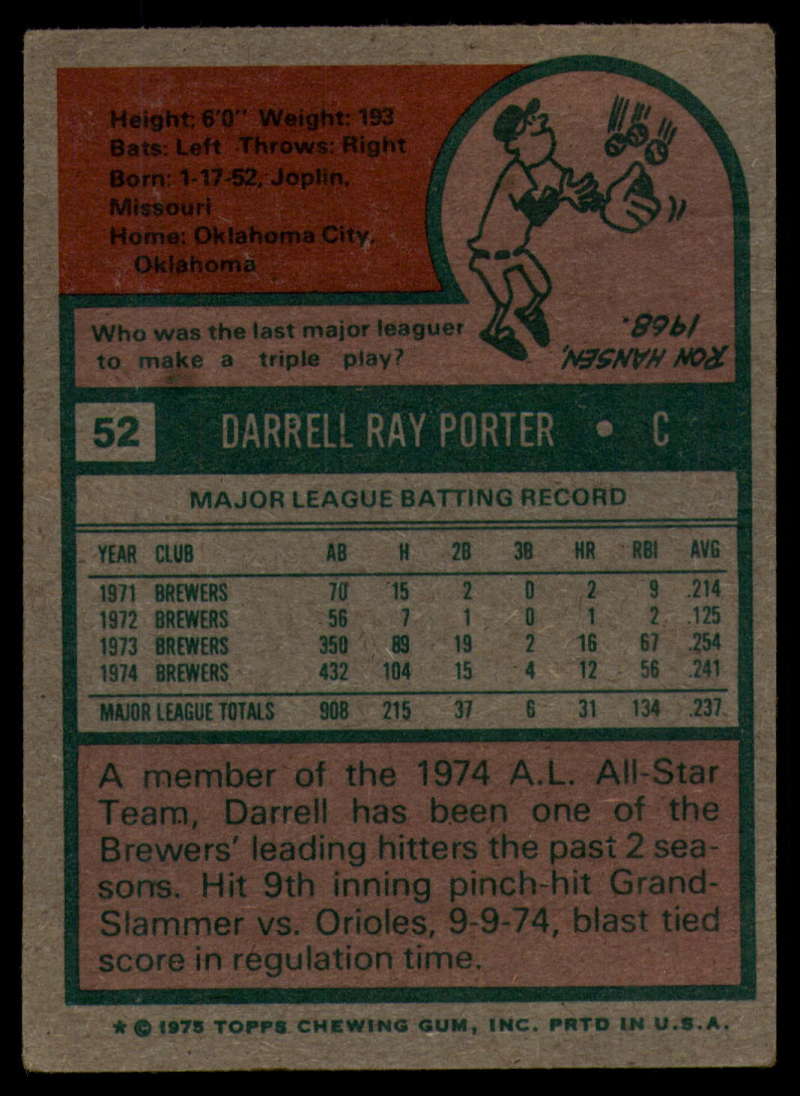 Height: 6'0" Weight: 193
Bats: Left Throws: Right
Born: 1-17-52, Joplin,
Missouri
Home: Oklahoma City,
Oklahoma
Who was the last major leaguer
to make a triple play?
RON HANSEN,
1968.
52 DARRELL RAY PORTER • C
MAJOR LEAGUE BATTING RECORD
YEAR CLUB AB H 2B 3B HR RBI AVG
1971 BREWERS 70 15 2 0 2 9 .214
1972 BREWERS 56 7 1 0 1 2 .125
1973 BREWERS 350 89 19 2 16 67 .254
1974 BREWERS 432 104 15 4 12 56 .241
MAJOR LEAGUE TOTALS 908 215 37 6 31 134 .237
A member of the 1974 A.L. All-Star
Team, Darrell has been one of the
Brewers' leading hitters the past 2 sea-
sons. Hit 9th inning pinch-hit Grand-
Slammer vs. Orioles, 9-9-74, blast tied
score in regulation time.
* © 1975 TOPPS CHEWING GUM, INC. PRTD IN U.S.A.